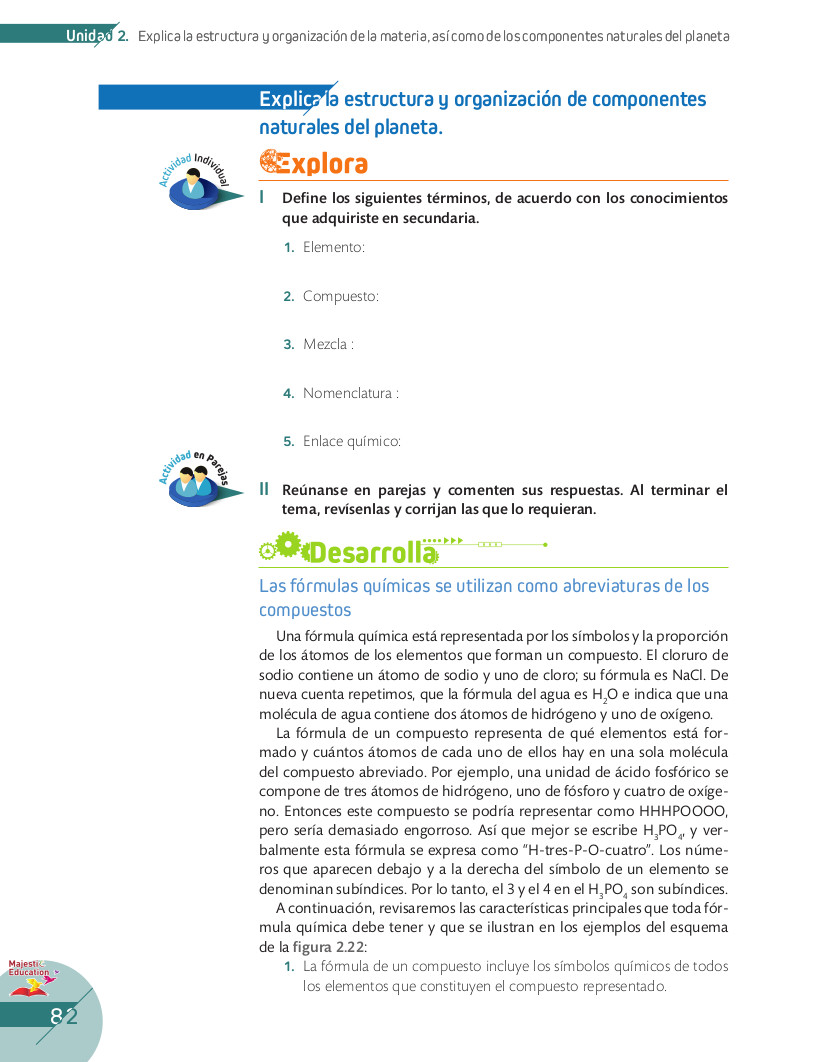 Unidad 2. Explica la estructura y organización de la materia, así como de los componentes naturales del planeta
Explica la estructura y organización de componentes
naturales del planeta.
Explora
Actividad Individual
I Define los siguientes términos, de acuerdo con los conocimientos
que adquiriste en secundaria.
1. Elemento:
2. Compuesto:
3. Mezcla :
4. Nomenclatura :
5. Enlace químico:
Actividad en Parejas
II Reúnanse en parejas y comenten sus respuestas. Al terminar el
tema, revísenlas y corrijan las que lo requieran.
Desarrolla
Las fórmulas químicas se utilizan como abreviaturas de los
compuestos
Una fórmula química está representada por los símbolos y la proporción
de los átomos de los elementos que forman un compuesto. El cloruro de
sodio contiene un átomo de sodio y uno de cloro; su fórmula es NaCl. De
nueva cuenta repetimos, que la fórmula del agua es H₂O e indica que una
molécula de agua contiene dos átomos de hidrógeno y uno de oxígeno.
La fórmula de un compuesto representa de qué elementos está for-
mado y cuántos átomos de cada uno de ellos hay en una sola molécula
del compuesto abreviado. Por ejemplo, una unidad de ácido fosfórico se
compone de tres átomos de hidrógeno, uno de fósforo y cuatro de oxíge-
no. Entonces este compuesto se podría representar como HHHPOOOO,
pero sería demasiado engorroso. Así que mejor se escribe H₃PO₄, y ver-
balmente esta fórmula se expresa como “H-tres-P-O-cuatro”. Los núme-
ros que aparecen debajo y a la derecha del símbolo de un elemento se
denominan subíndices. Por lo tanto, el 3 y el 4 en el H₃PO₄ son subíndices.
A continuación, revisaremos las características principales que toda fór-
mula química debe tener y que se ilustran en los ejemplos del esquema
de la figura 2.22:
1. La fórmula de un compuesto incluye los símbolos químicos de todos
los elementos que constituyen el compuesto representado.
Majestic
Education
82